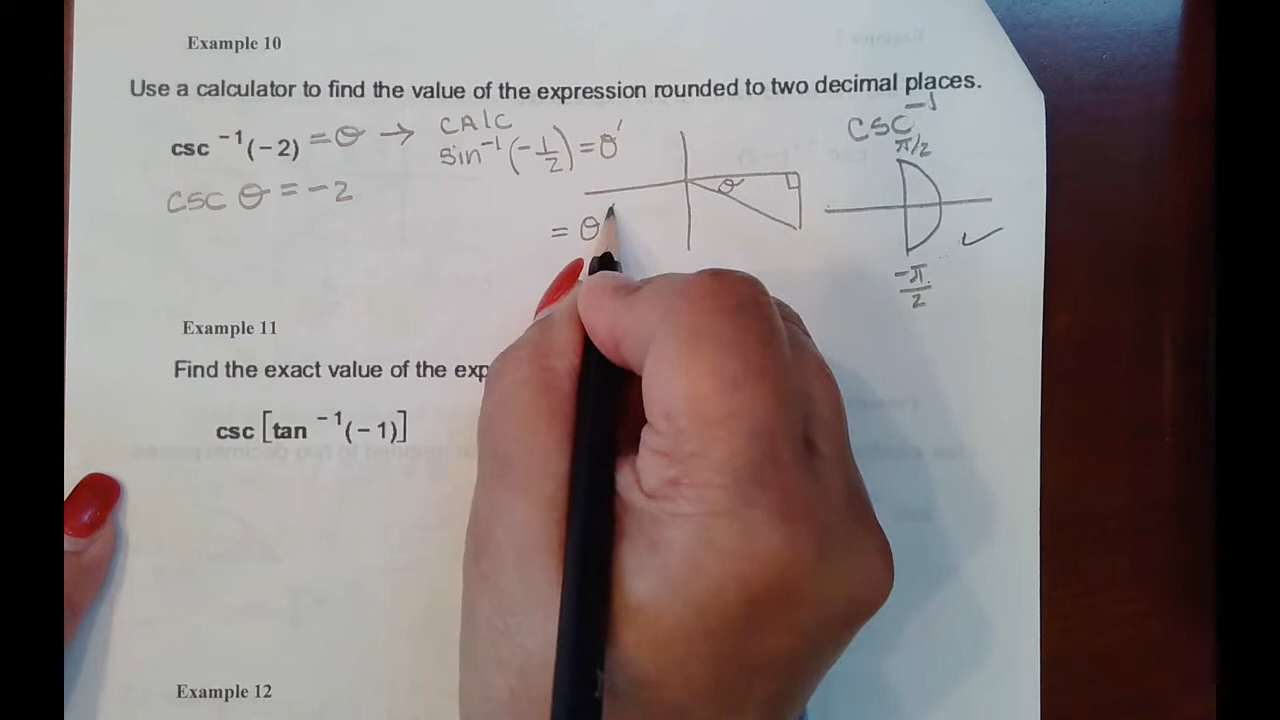 Example 10
Use a calculator to find the value of the expression rounded to two decimal places.
csc⁻¹(-2) = θ → CAlC
sin⁻¹(-1/2) = θ'
csc θ = -2
= θ
θ
csc⁻¹
π/2
-π/2
Example 11
Find the exact value of the exp
csc [tan⁻¹(-1)]
Example 12